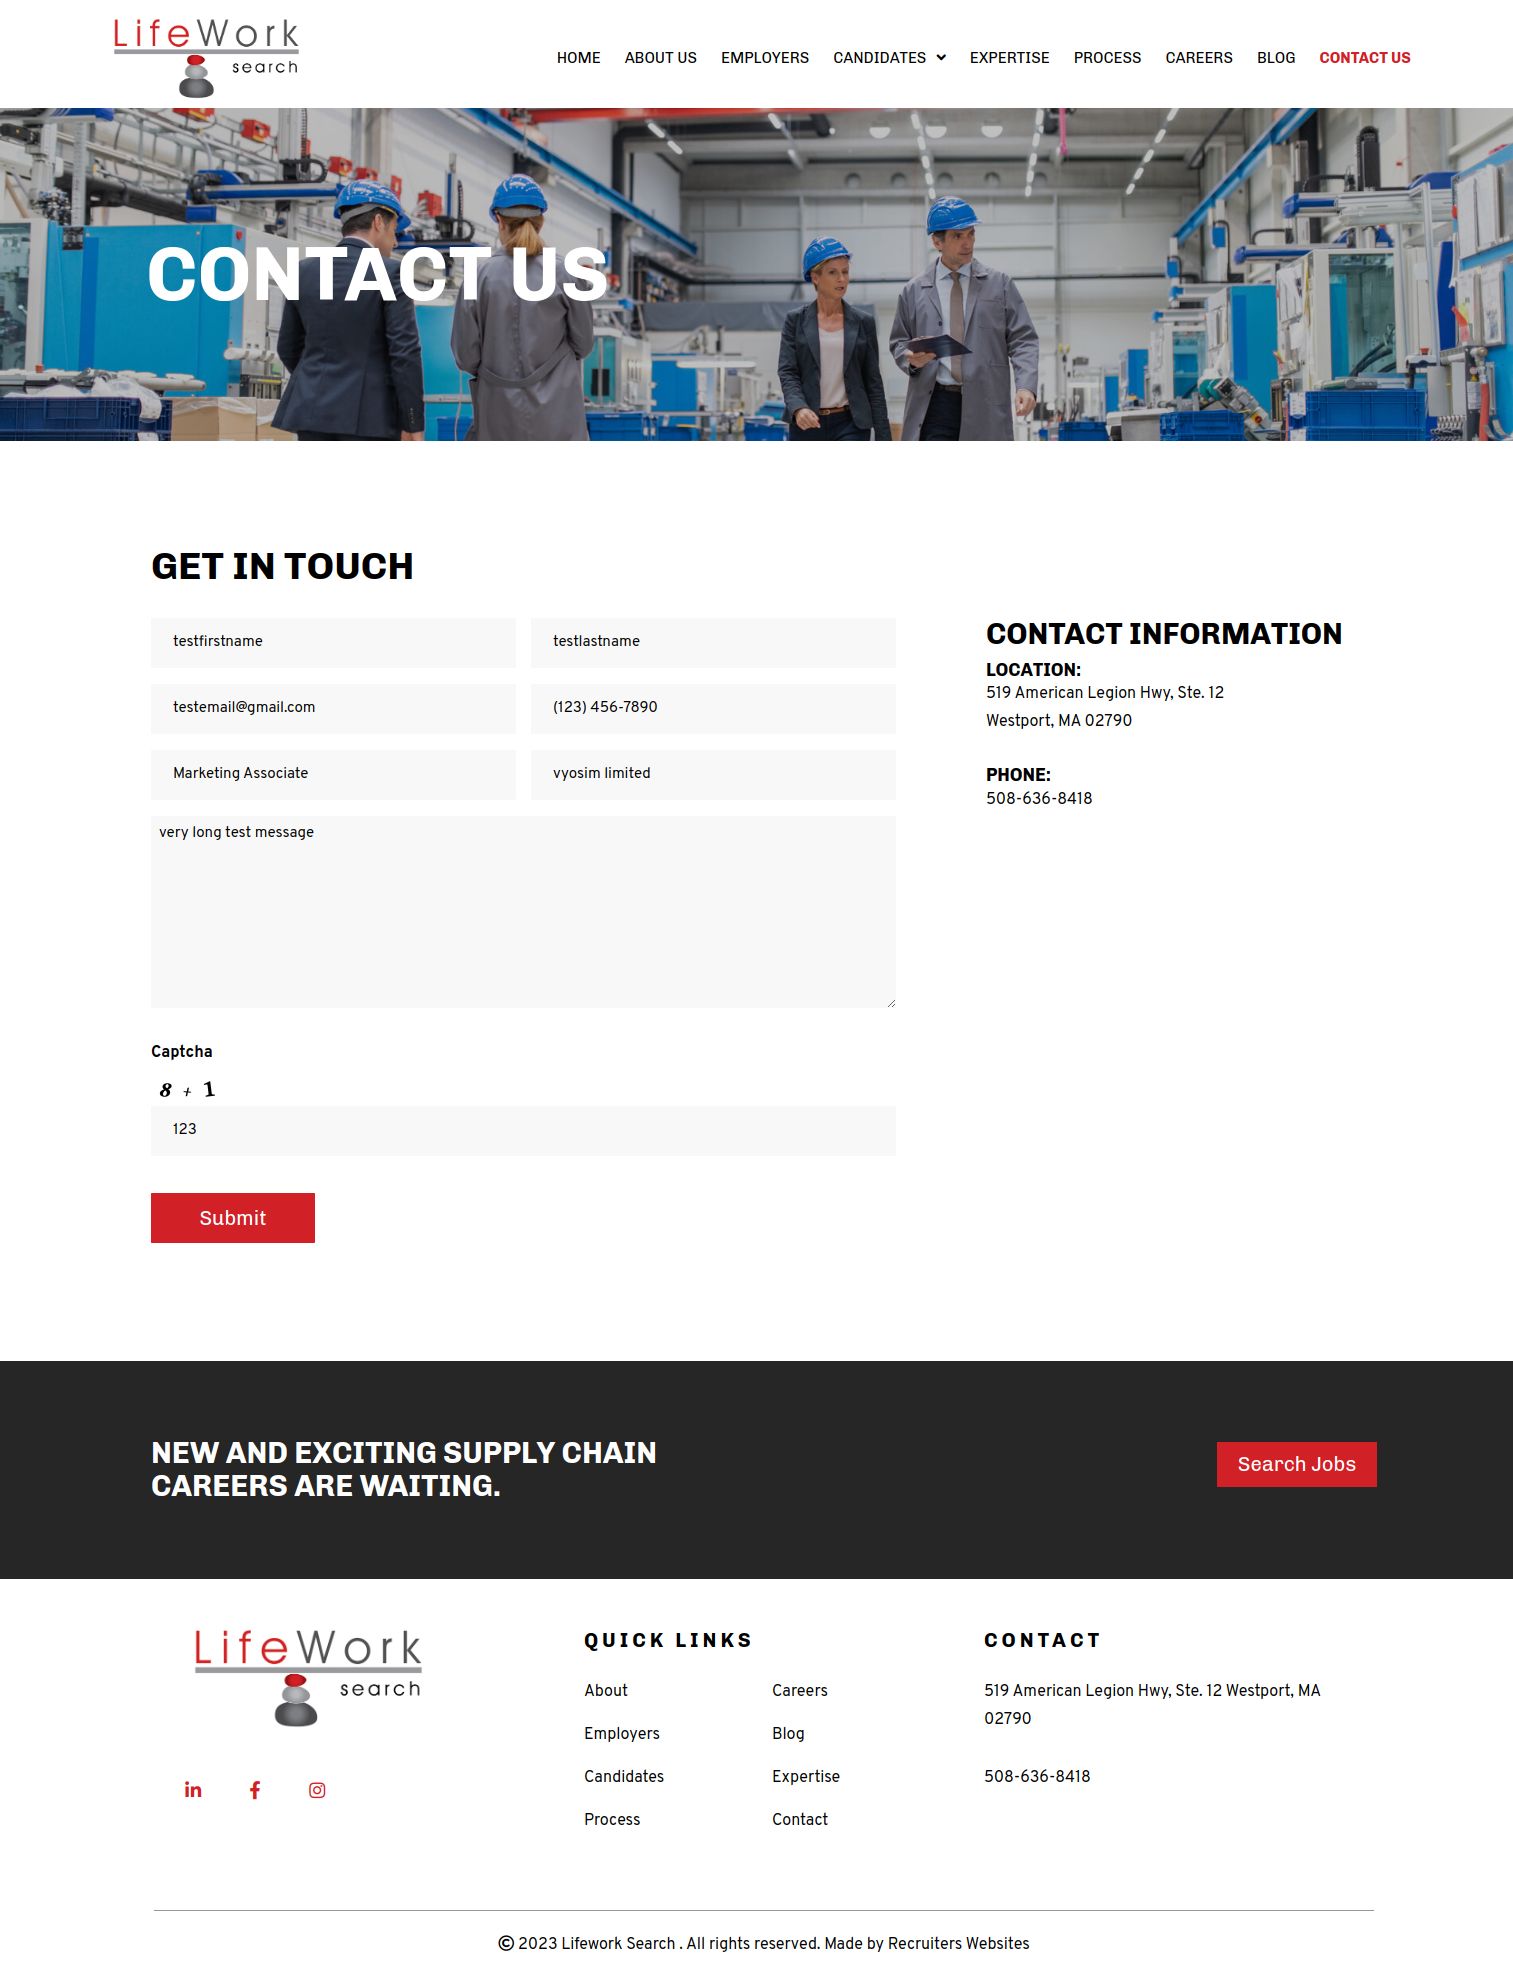 LifeWork
search
HOME ABOUT US EMPLOYERS CANDIDATES EXPERTISE PROCESS CAREERS BLOG CONTACT US
CONTACT US
GET IN TOUCH
testfirstname testlastname
testemail@gmail.com (123) 456-7890
Marketing Associate vyosim limited
very long test message
Captcha
8 + 1
123
Submit
CONTACT INFORMATION
LOCATION:
519 American Legion Hwy, Ste. 12
Westport, MA 02790
PHONE:
508-636-8418
NEW AND EXCITING SUPPLY CHAIN
CAREERS ARE WAITING.
Search Jobs
LifeWork
search
QUICK LINKS
About Careers
Employers Blog
Candidates Expertise
Process Contact
CONTACT
519 American Legion Hwy, Ste. 12 Westport, MA
02790
508-636-8418
© 2023 Lifework Search . All rights reserved. Made by Recruiters Websites